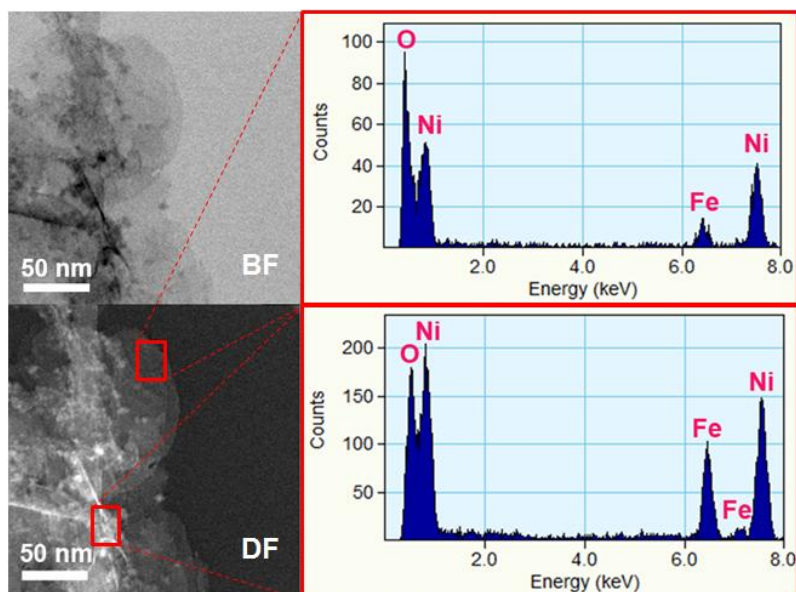 BF
50 nm
DF
50 nm
O
Ni
Fe
Ni
100
80
60
40
20
Counts
2.0 4.0 6.0 8.0
Energy (keV)
O
Ni
Fe
Fe
Ni
200
150
100
50
Counts
2.0 4.0 6.0 8.0
Energy (keV)